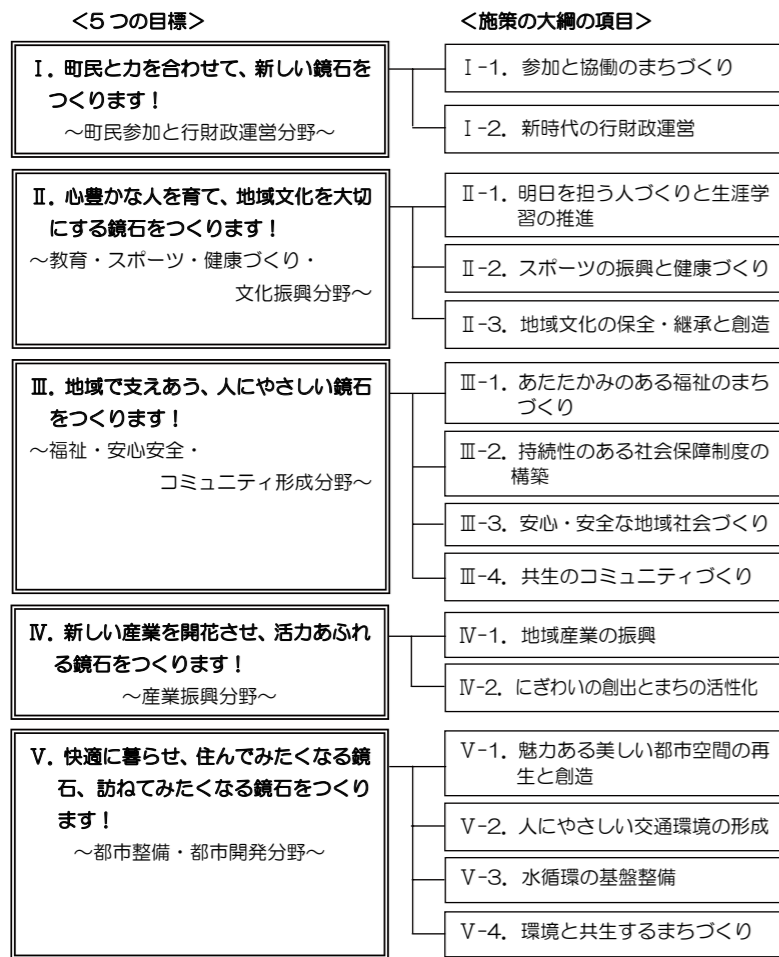 <5つの目標>
<施策の大綱の項目>
Ⅰ．町民と力を合わせて、新しい鏡石を
つくります！
～町民参加と行財政運営分野～
Ⅰ-1．参加と協働のまちづくり
Ⅰ-2．新時代の行財政運営
Ⅱ．心豊かな人を育て、地域文化を大切
にする鏡石をつくります！
～教育・スポーツ・健康づくり・
文化振興分野～
Ⅱ-1．明日を担う人づくりと生涯学
習の推進
Ⅱ-2．スポーツの振興と健康づくり
Ⅱ-3．地域文化の保全・継承と創造
Ⅲ．地域で支えあう、人にやさしい鏡石
をつくります！
～福祉・安心安全・
コミュニティ形成分野～
Ⅲ-1．あたたかみのある福祉のまち
づくり
Ⅲ-2．持続性のある社会保障制度の
構築
Ⅲ-3．安心・安全な地域社会づくり
Ⅲ-4．共生のコミュニティづくり
Ⅳ．新しい産業を開花させ、活力あふれ
る鏡石をつくります！
～産業振興分野～
Ⅳ-1．地域産業の振興
Ⅳ-2．にぎわいの創出とまちの活性化
Ⅴ．快適に暮らせ、住んでみたくなる鏡
石、訪ねてみたくなる鏡石をつくり
ます！
～都市整備・都市開発分野～
Ⅴ-1．魅力ある美しい都市空間の再
生と創造
Ⅴ-2．人にやさしい交通環境の形成
Ⅴ-3．水循環の基盤整備
Ⅴ-4．環境と共生するまちづくり